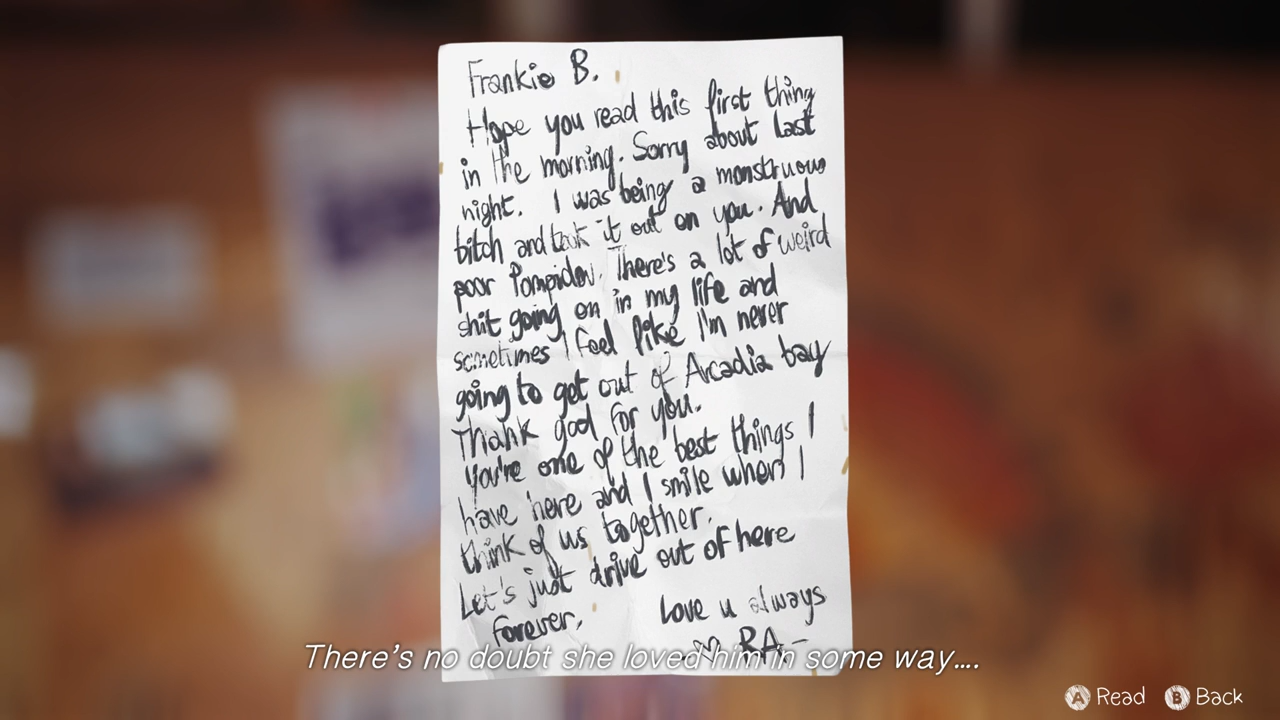 Frankie B.
Hope you read this first thing
in the morning. Sorry about last
night. I was being a monstruous
bitch and took it out on you. And
poor Pompidou. There's a lot of weird
shit going on in my life and
sometimes I feel like I'm never
going to get out of Arcadia bay
Thank god for you.
You're one of the best things I
have here and I smile when I
think of us together.
Let's just drive out of here
forever.
Love u always
♡ RA -
There's no doubt she loved him in some way....
A Read B Back